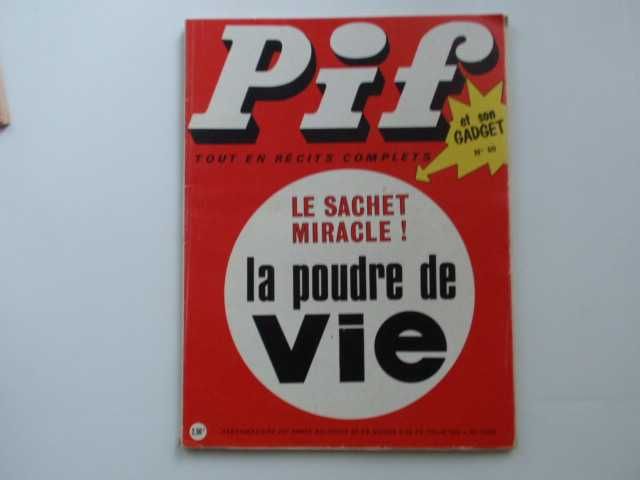 Pif
et son
GADGET
TOUT EN RÉCITS COMPLETS
LE SACHET
MIRACLE !
la poudre de
vie